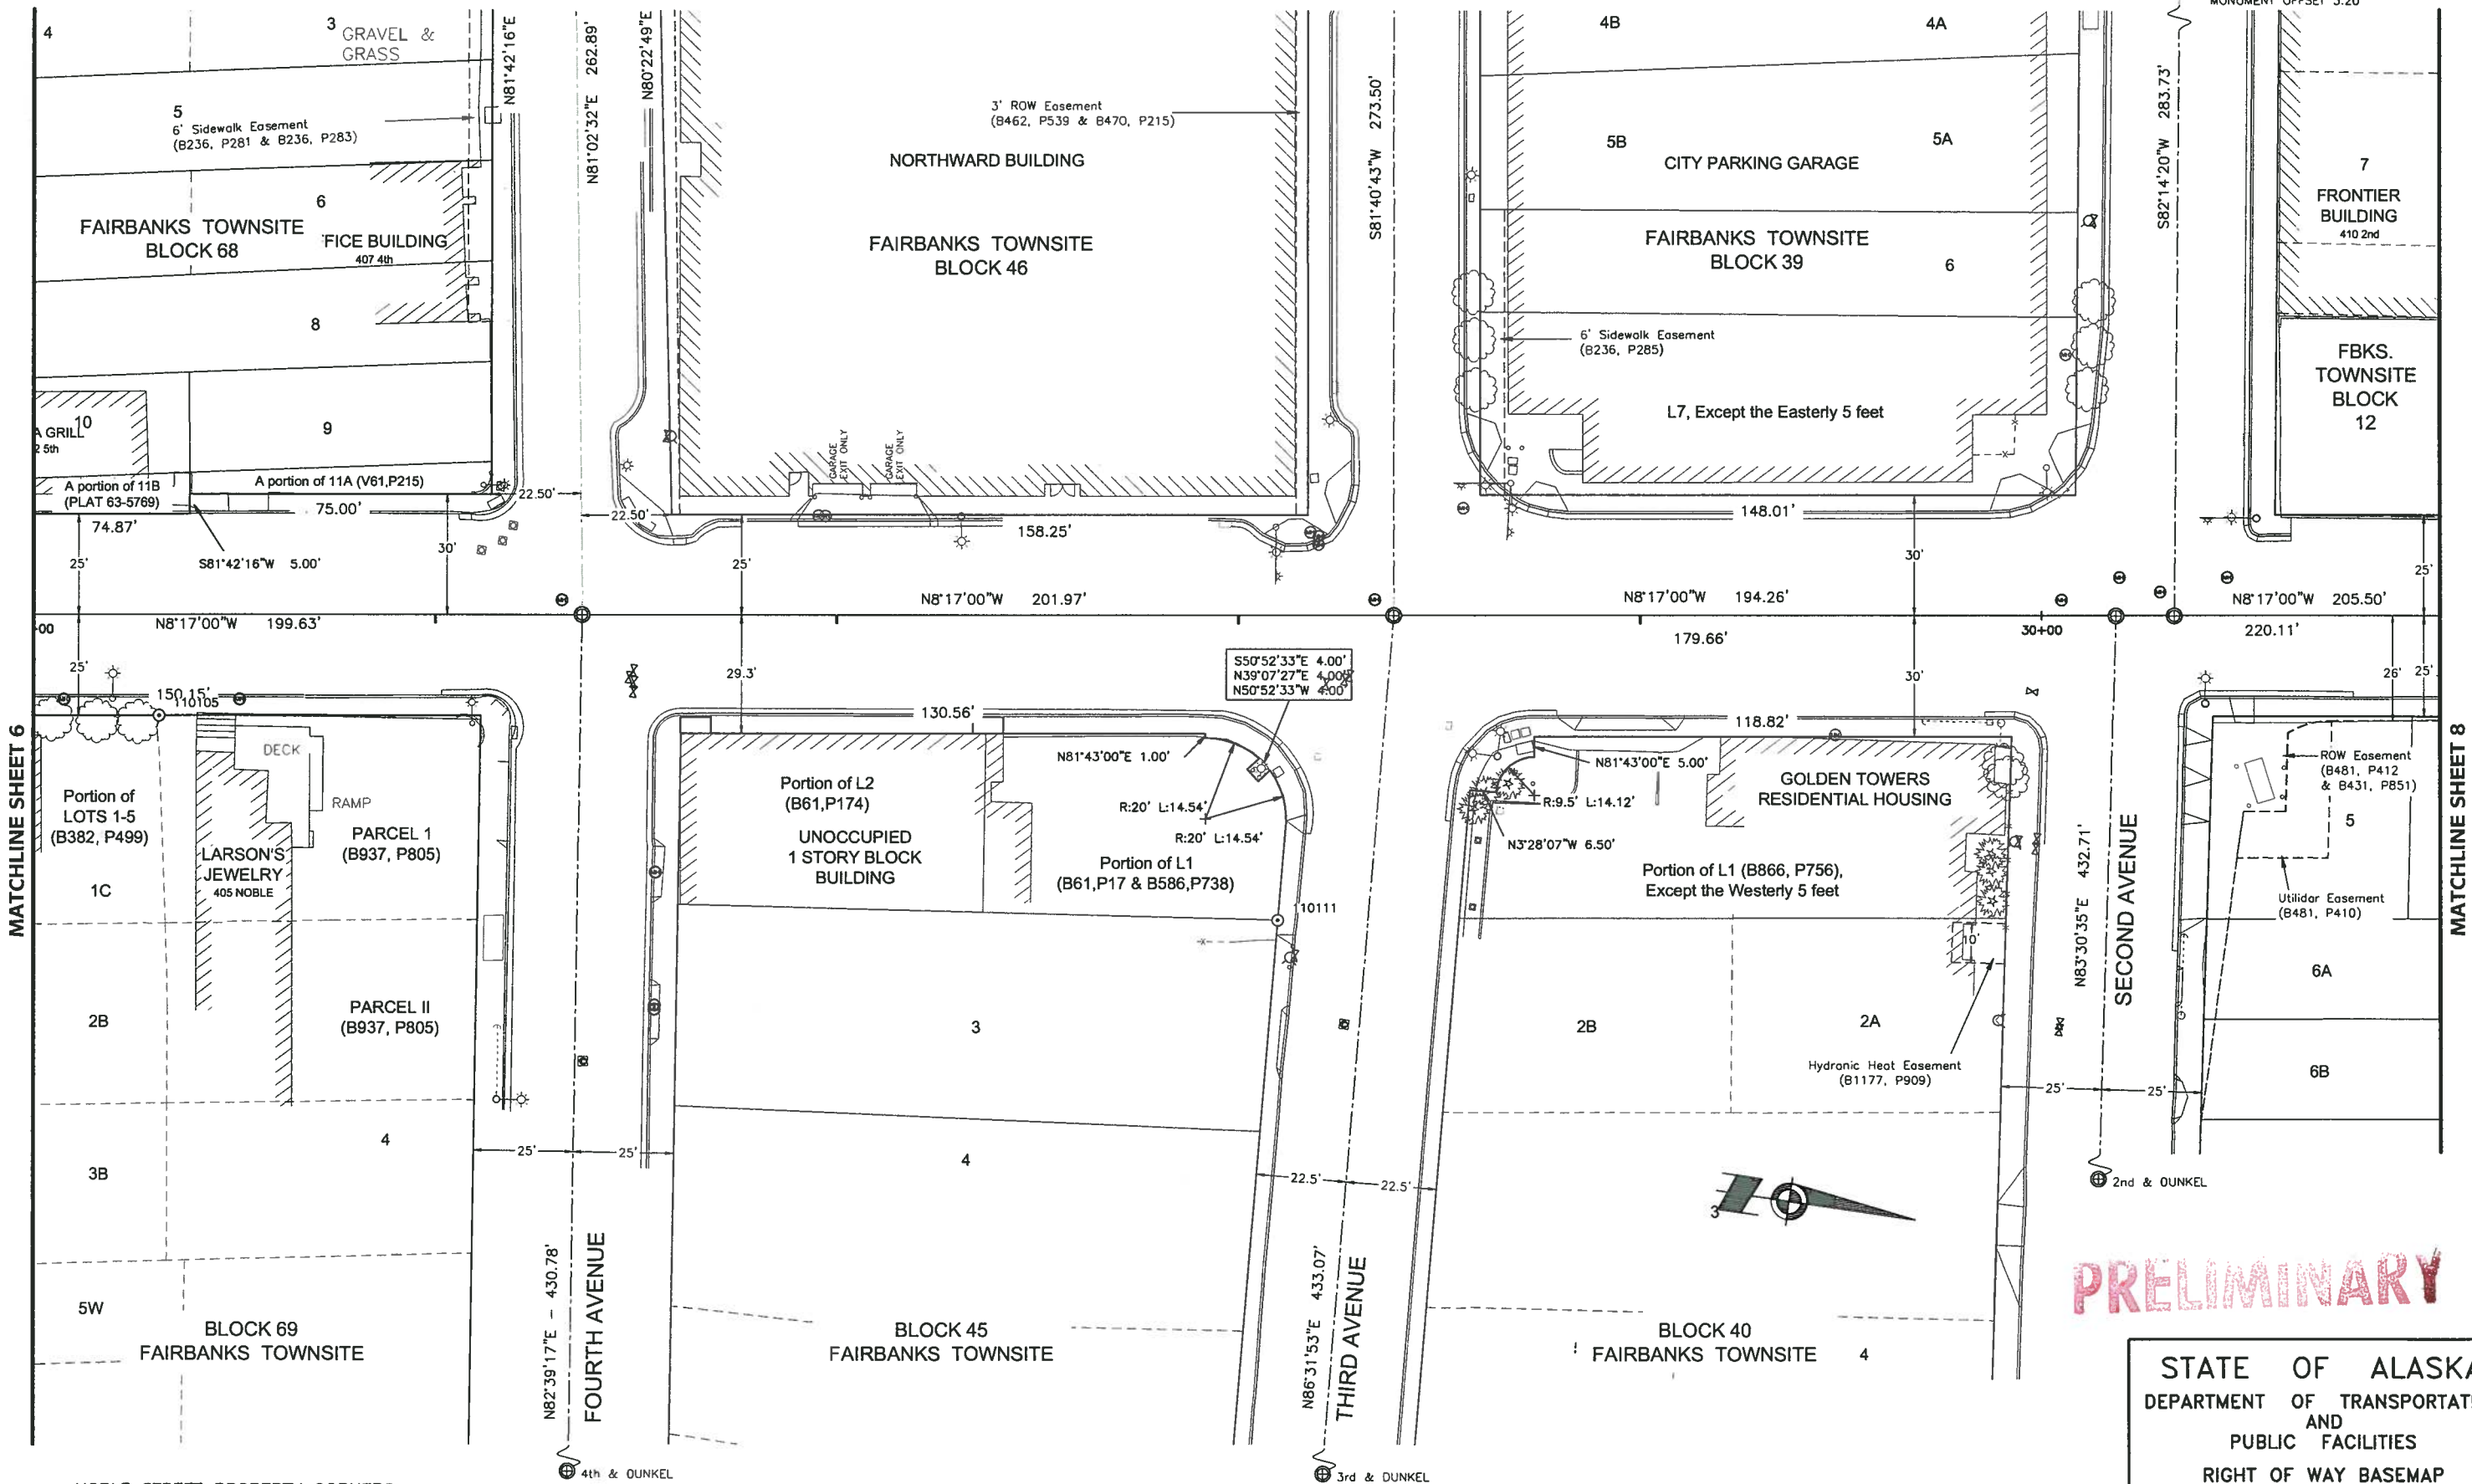 MONUMENT OFFSET 5.20'
4
3
GRAVEL &
GRASS
N81°42'16"E
N81°02'32"E 262.89'
N80°22'49"E
5
6' Sidewalk Easement
(B236, P281 & B236, P283)
6
FAIRBANKS TOWNSITE
BLOCK 68
FICE BUILDING
407 4th
8
10
A GRILL
2 5th
9
A portion of 11B
(PLAT 63-5769)
A portion of 11A (V61,P215)
74.87'
75.00'
22.50'
S81°42'16"W 5.00'
25'
30'
3' ROW Easement
(B462, P539 & B470, P215)
NORTHWARD BUILDING
FAIRBANKS TOWNSITE
BLOCK 46
GARAGE
EXIT ONLY
GARAGE
EXIT ONLY
22.50'
158.25'
25'
S81°40'43"W 273.50'
4B
4A
5B
5A
CITY PARKING GARAGE
FAIRBANKS TOWNSITE
BLOCK 39
6
6' Sidewalk Easement
(B236, P285)
L7, Except the Easterly 5 feet
148.01'
30'
S82°14'20"W 283.73'
7
FRONTIER
BUILDING
410 2nd
FBKS.
TOWNSITE
BLOCK
12
25'
N8°17'00"W 201.97'
N8°17'00"W 194.26'
N8°17'00"W 205.50'
+00
N8°17'00"W 199.63'
179.66'
30+00
220.11'
25'
29.3'
30'
26'
25'
S50°52'33"E 4.00'
N39°07'27"E 4.00'
N50°52'33"W 4.00'
MATCHLINE SHEET 6
150.15'
110105
DECK
RAMP
Portion of
LOTS 1-5
(B382, P499)
LARSON'S
JEWELRY
405 NOBLE
PARCEL 1
(B937, P805)
1C
2B
PARCEL II
(B937, P805)
3B
4
5W
BLOCK 69
FAIRBANKS TOWNSITE
25'
25'
N82°39'17"E - 430.78'
FOURTH AVENUE
4th & DUNKEL
130.56'
Portion of L2
(B61,P174)
UNOCCUPIED
1 STORY BLOCK
BUILDING
N81°43'00"E 1.00'
R:20' L:14.54'
R:20' L:14.54'
Portion of L1
(B61,P17 & B586,P738)
110111
3
4
BLOCK 45
FAIRBANKS TOWNSITE
22.5'
22.5'
N86°31'53"E 433.07'
THIRD AVENUE
3rd & DUNKEL
118.82'
N81°43'00"E 5.00'
R:9.5' L:14.12'
N3°28'07"W 6.50'
GOLDEN TOWERS
RESIDENTIAL HOUSING
Portion of L1 (B866, P756),
Except the Westerly 5 feet
10'
2B
2A
Hydronic Heat Easement
(B1177, P909)
3
BLOCK 40
FAIRBANKS TOWNSITE
4
25'
25'
N83°30'35"E 432.71'
SECOND AVENUE
2nd & DUNKEL
ROW Easement
(B481, P412
& B431, P851)
5
Utilidor Easement
(B481, P410)
6A
6B
MATCHLINE SHEET 8
PRELIMINARY
STATE OF ALASKA
DEPARTMENT OF TRANSPORTAT
AND
PUBLIC FACILITIES
RIGHT OF WAY BASEMAP